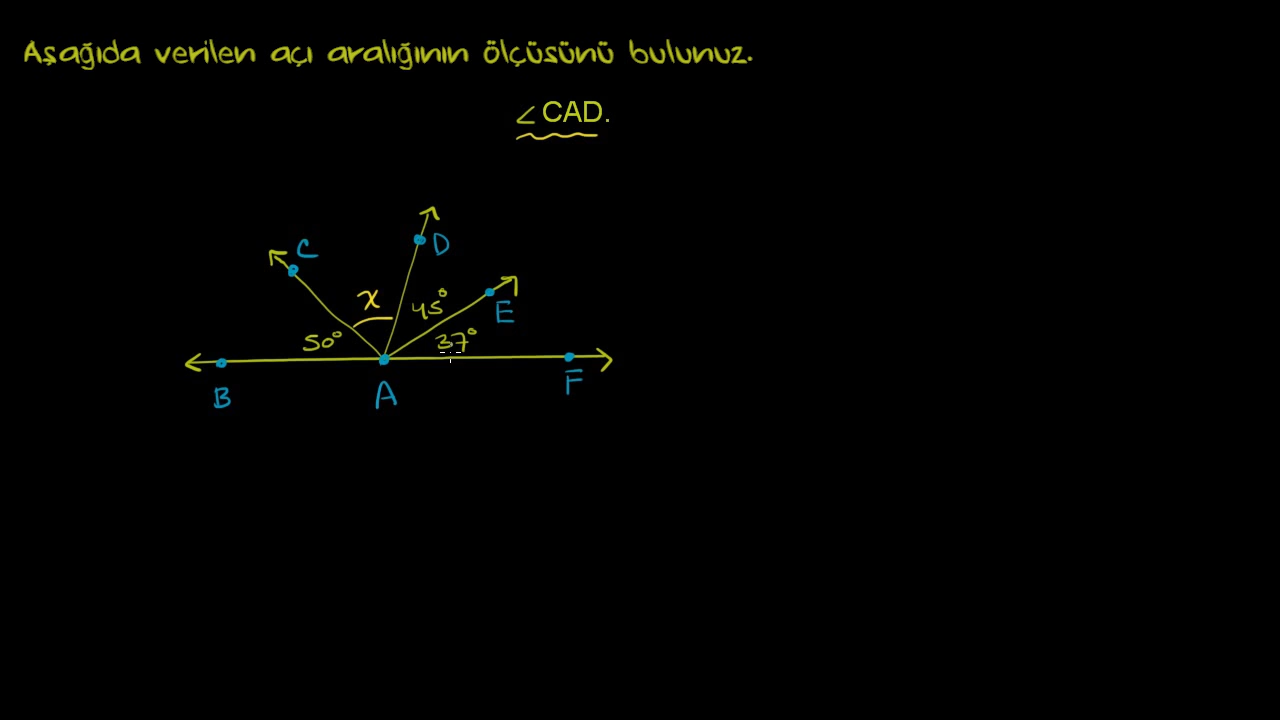 Aşağıda verilen açı aralığının ölçüsünü bulunuz.
∠CAD.
D
C
x
45°
E
50°
37°
B
A
F